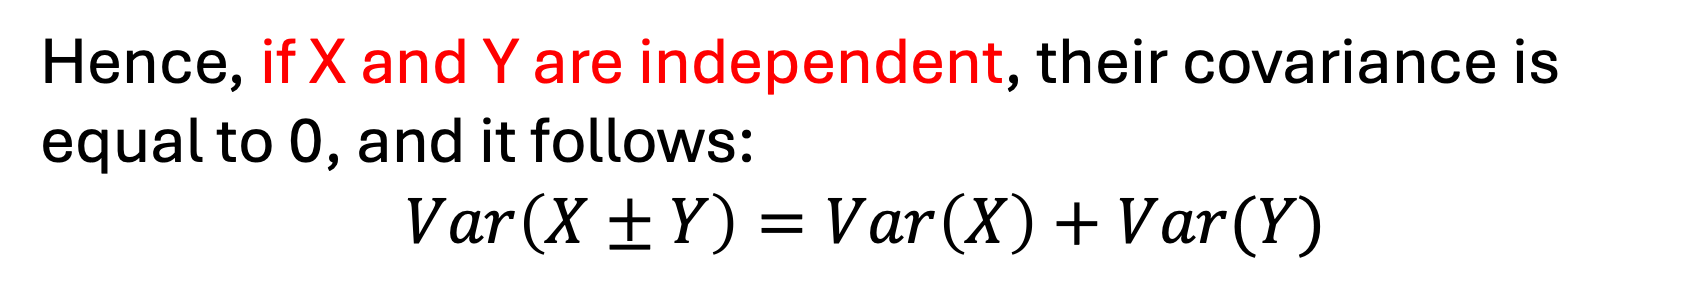 Hence, if X and Y are independent, their covariance is
equal to 0, and it follows:
Var(X ± Y) = Var(X) + Var(Y)